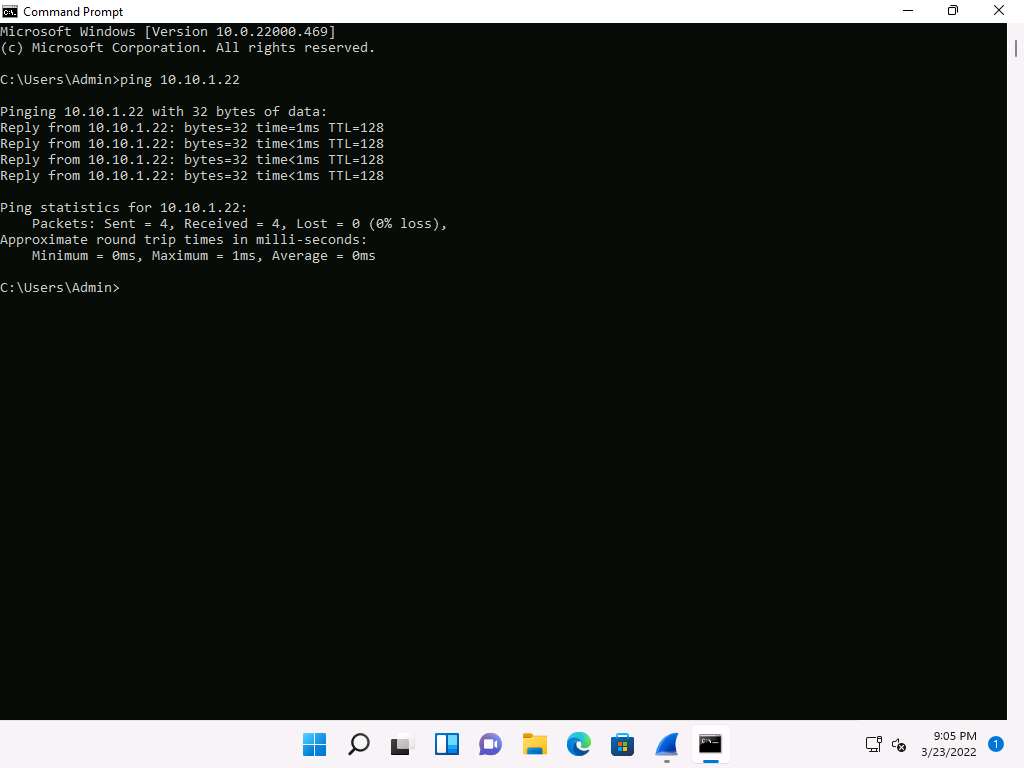 Command Prompt
Microsoft Windows [Version 10.0.22000.469]
(c) Microsoft Corporation. All rights reserved.
C:\Users\Admin>ping 10.10.1.22
Pinging 10.10.1.22 with 32 bytes of data:
Reply from 10.10.1.22: bytes=32 time=1ms TTL=128
Reply from 10.10.1.22: bytes=32 time<1ms TTL=128
Reply from 10.10.1.22: bytes=32 time<1ms TTL=128
Reply from 10.10.1.22: bytes=32 time<1ms TTL=128
Ping statistics for 10.10.1.22:
    Packets: Sent = 4, Received = 4, Lost = 0 (0% loss),
Approximate round trip times in milli-seconds:
    Minimum = 0ms, Maximum = 1ms, Average = 0ms
C:\Users\Admin>
9:05 PM
3/23/2022
1